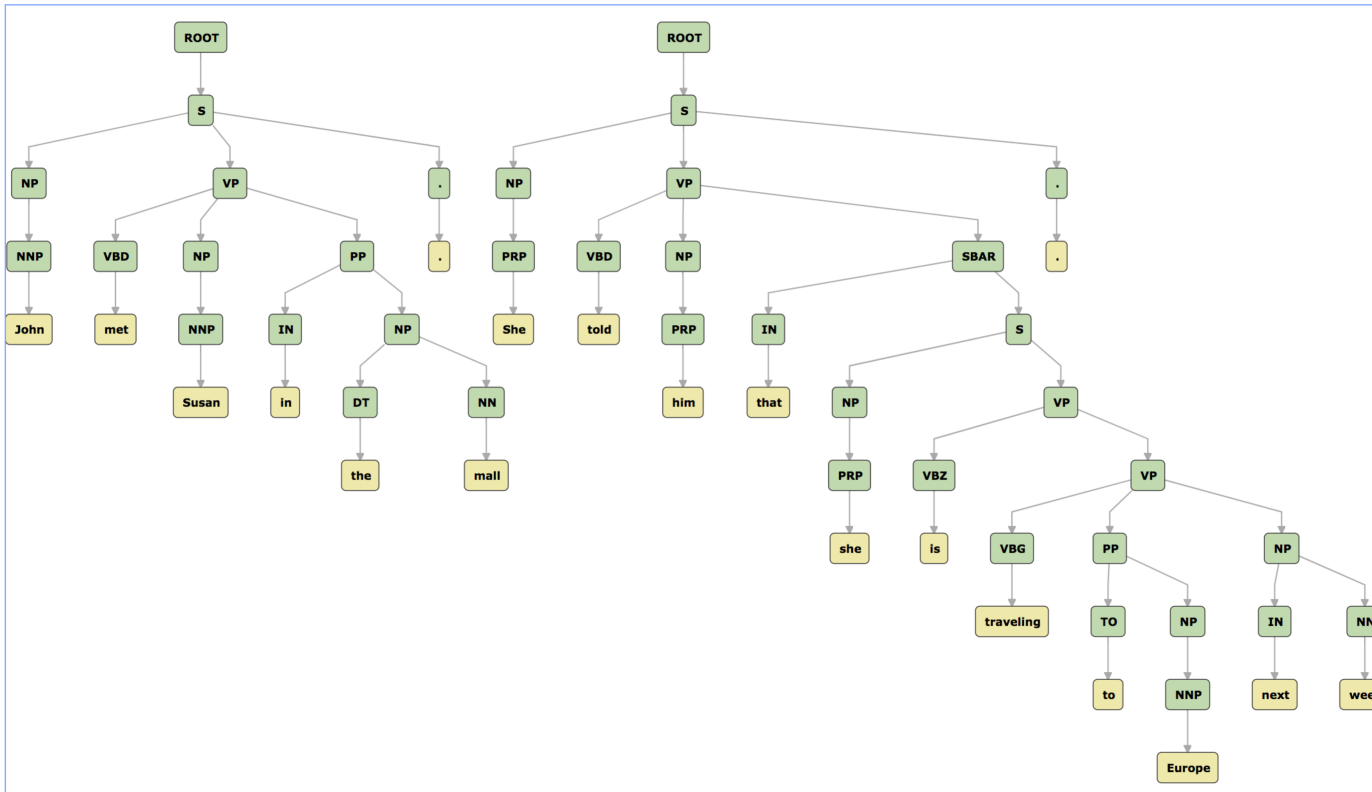 ROOT ROOT
S S
NP VP . NP VP .
NNP VBD NP PP . PRP VBD NP SBAR .
John met NNP IN NP She told PRP IN S
Susan in DT NN him that NP VP
the mall PRP VBZ VP
she is VBG PP NP
traveling TO NP IN NN
to NNP next
Europe